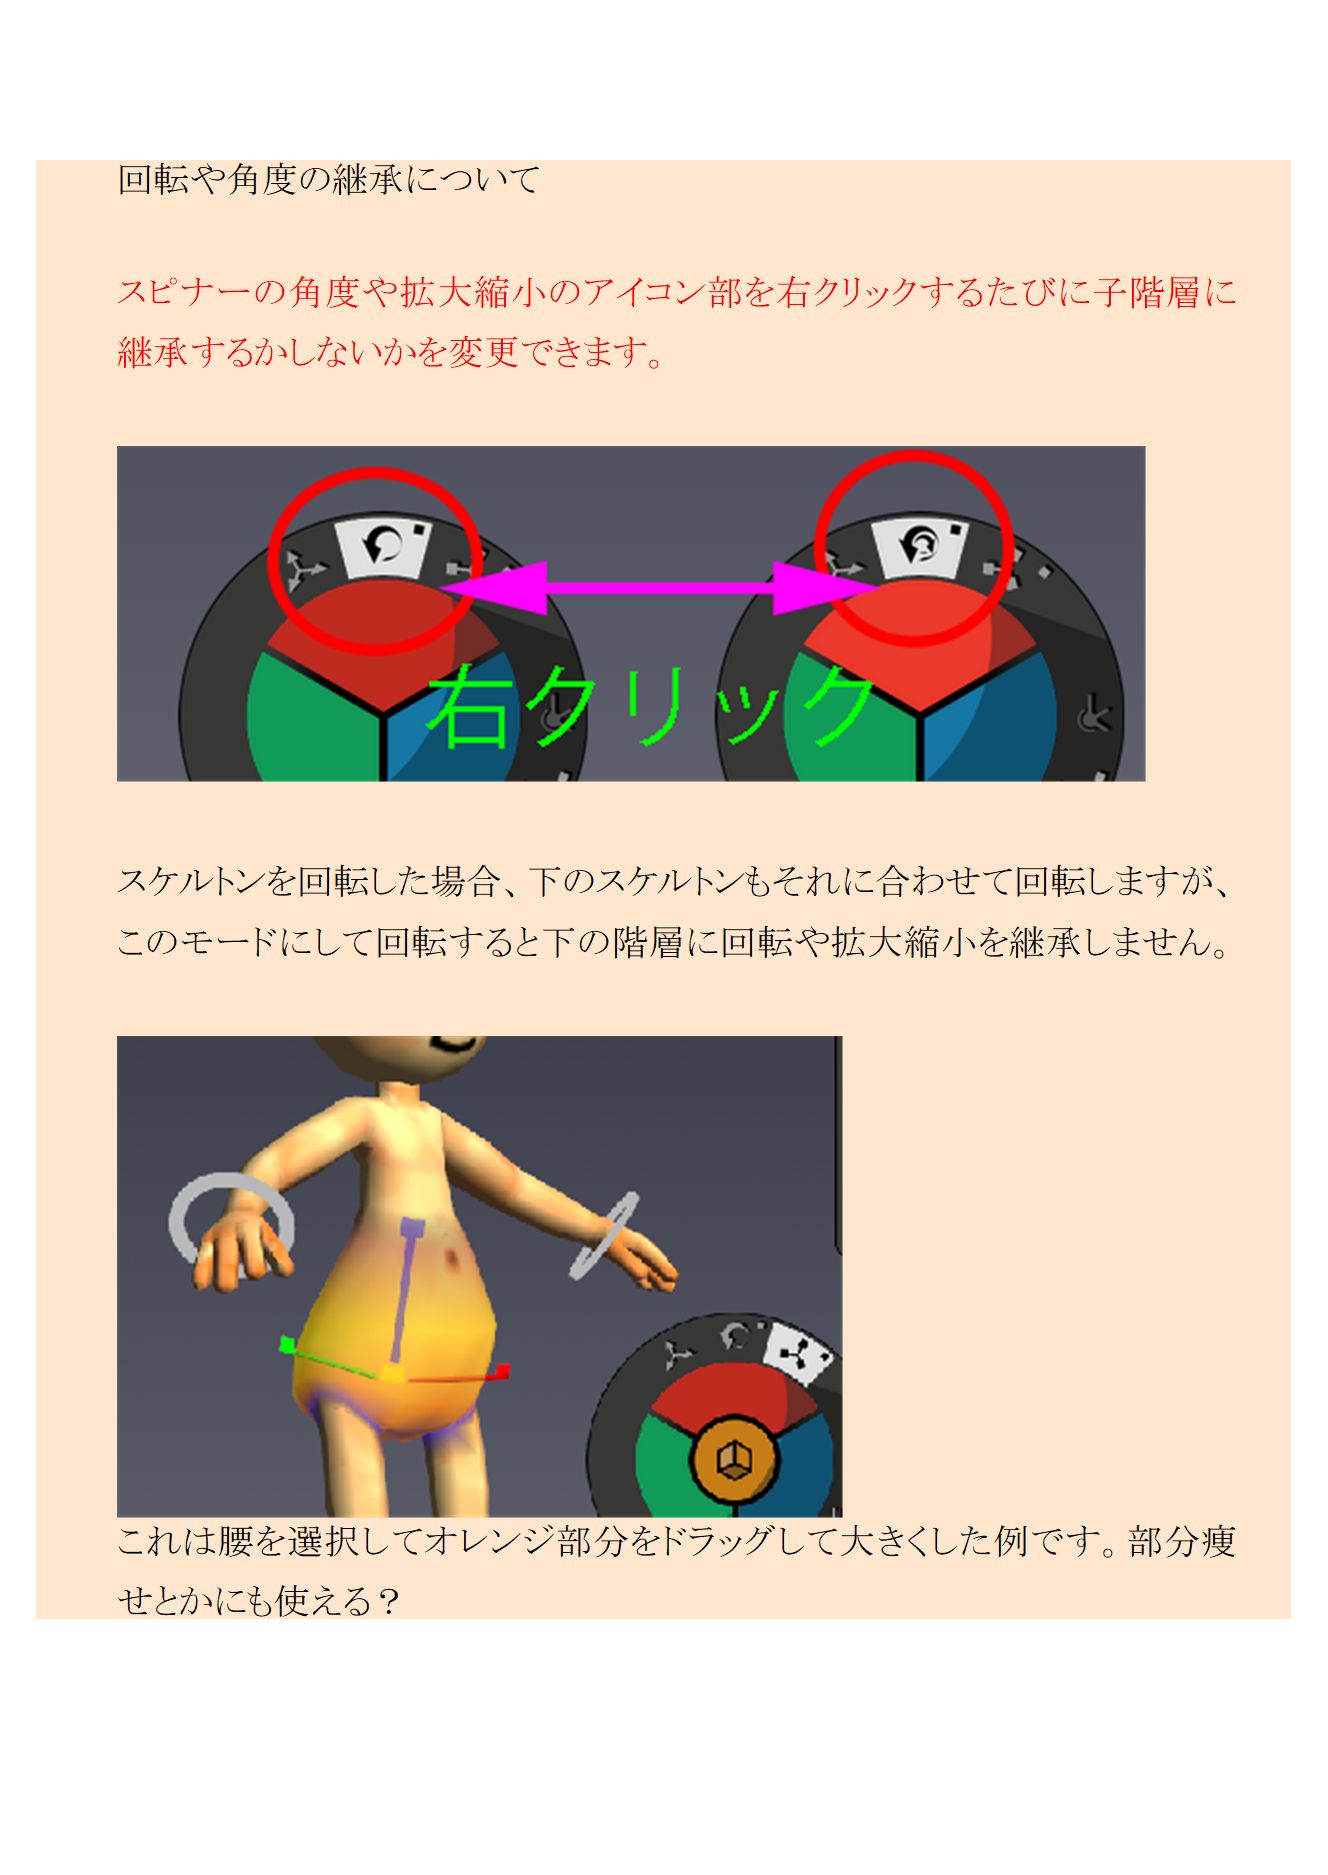 回転や角度の継承について
スピナーの角度や拡大縮小のアイコン部を右クリックするたびに子階層に
継承するかしないかを変更できます。
右クリック
スケルトンを回転した場合、下のスケルトンもそれに合わせて回転しますが、
このモードにして回転すると下の階層に回転や拡大縮小を継承しません。
これは腰を選択してオレンジ部分をドラッグして大きくした例です。部分痩
せとかにも使える？